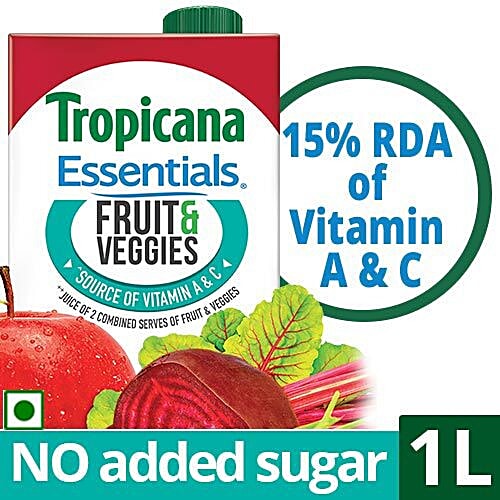 Tropicana
Essentials®
FRUIT&
VEGGIES
^SOURCE OF VITAMIN A & C^
**JUICE OF 2 COMBINED SERVES OF FRUIT & VEGGIES
15% RDA
of
Vitamin
A & C
NO added sugar
1L